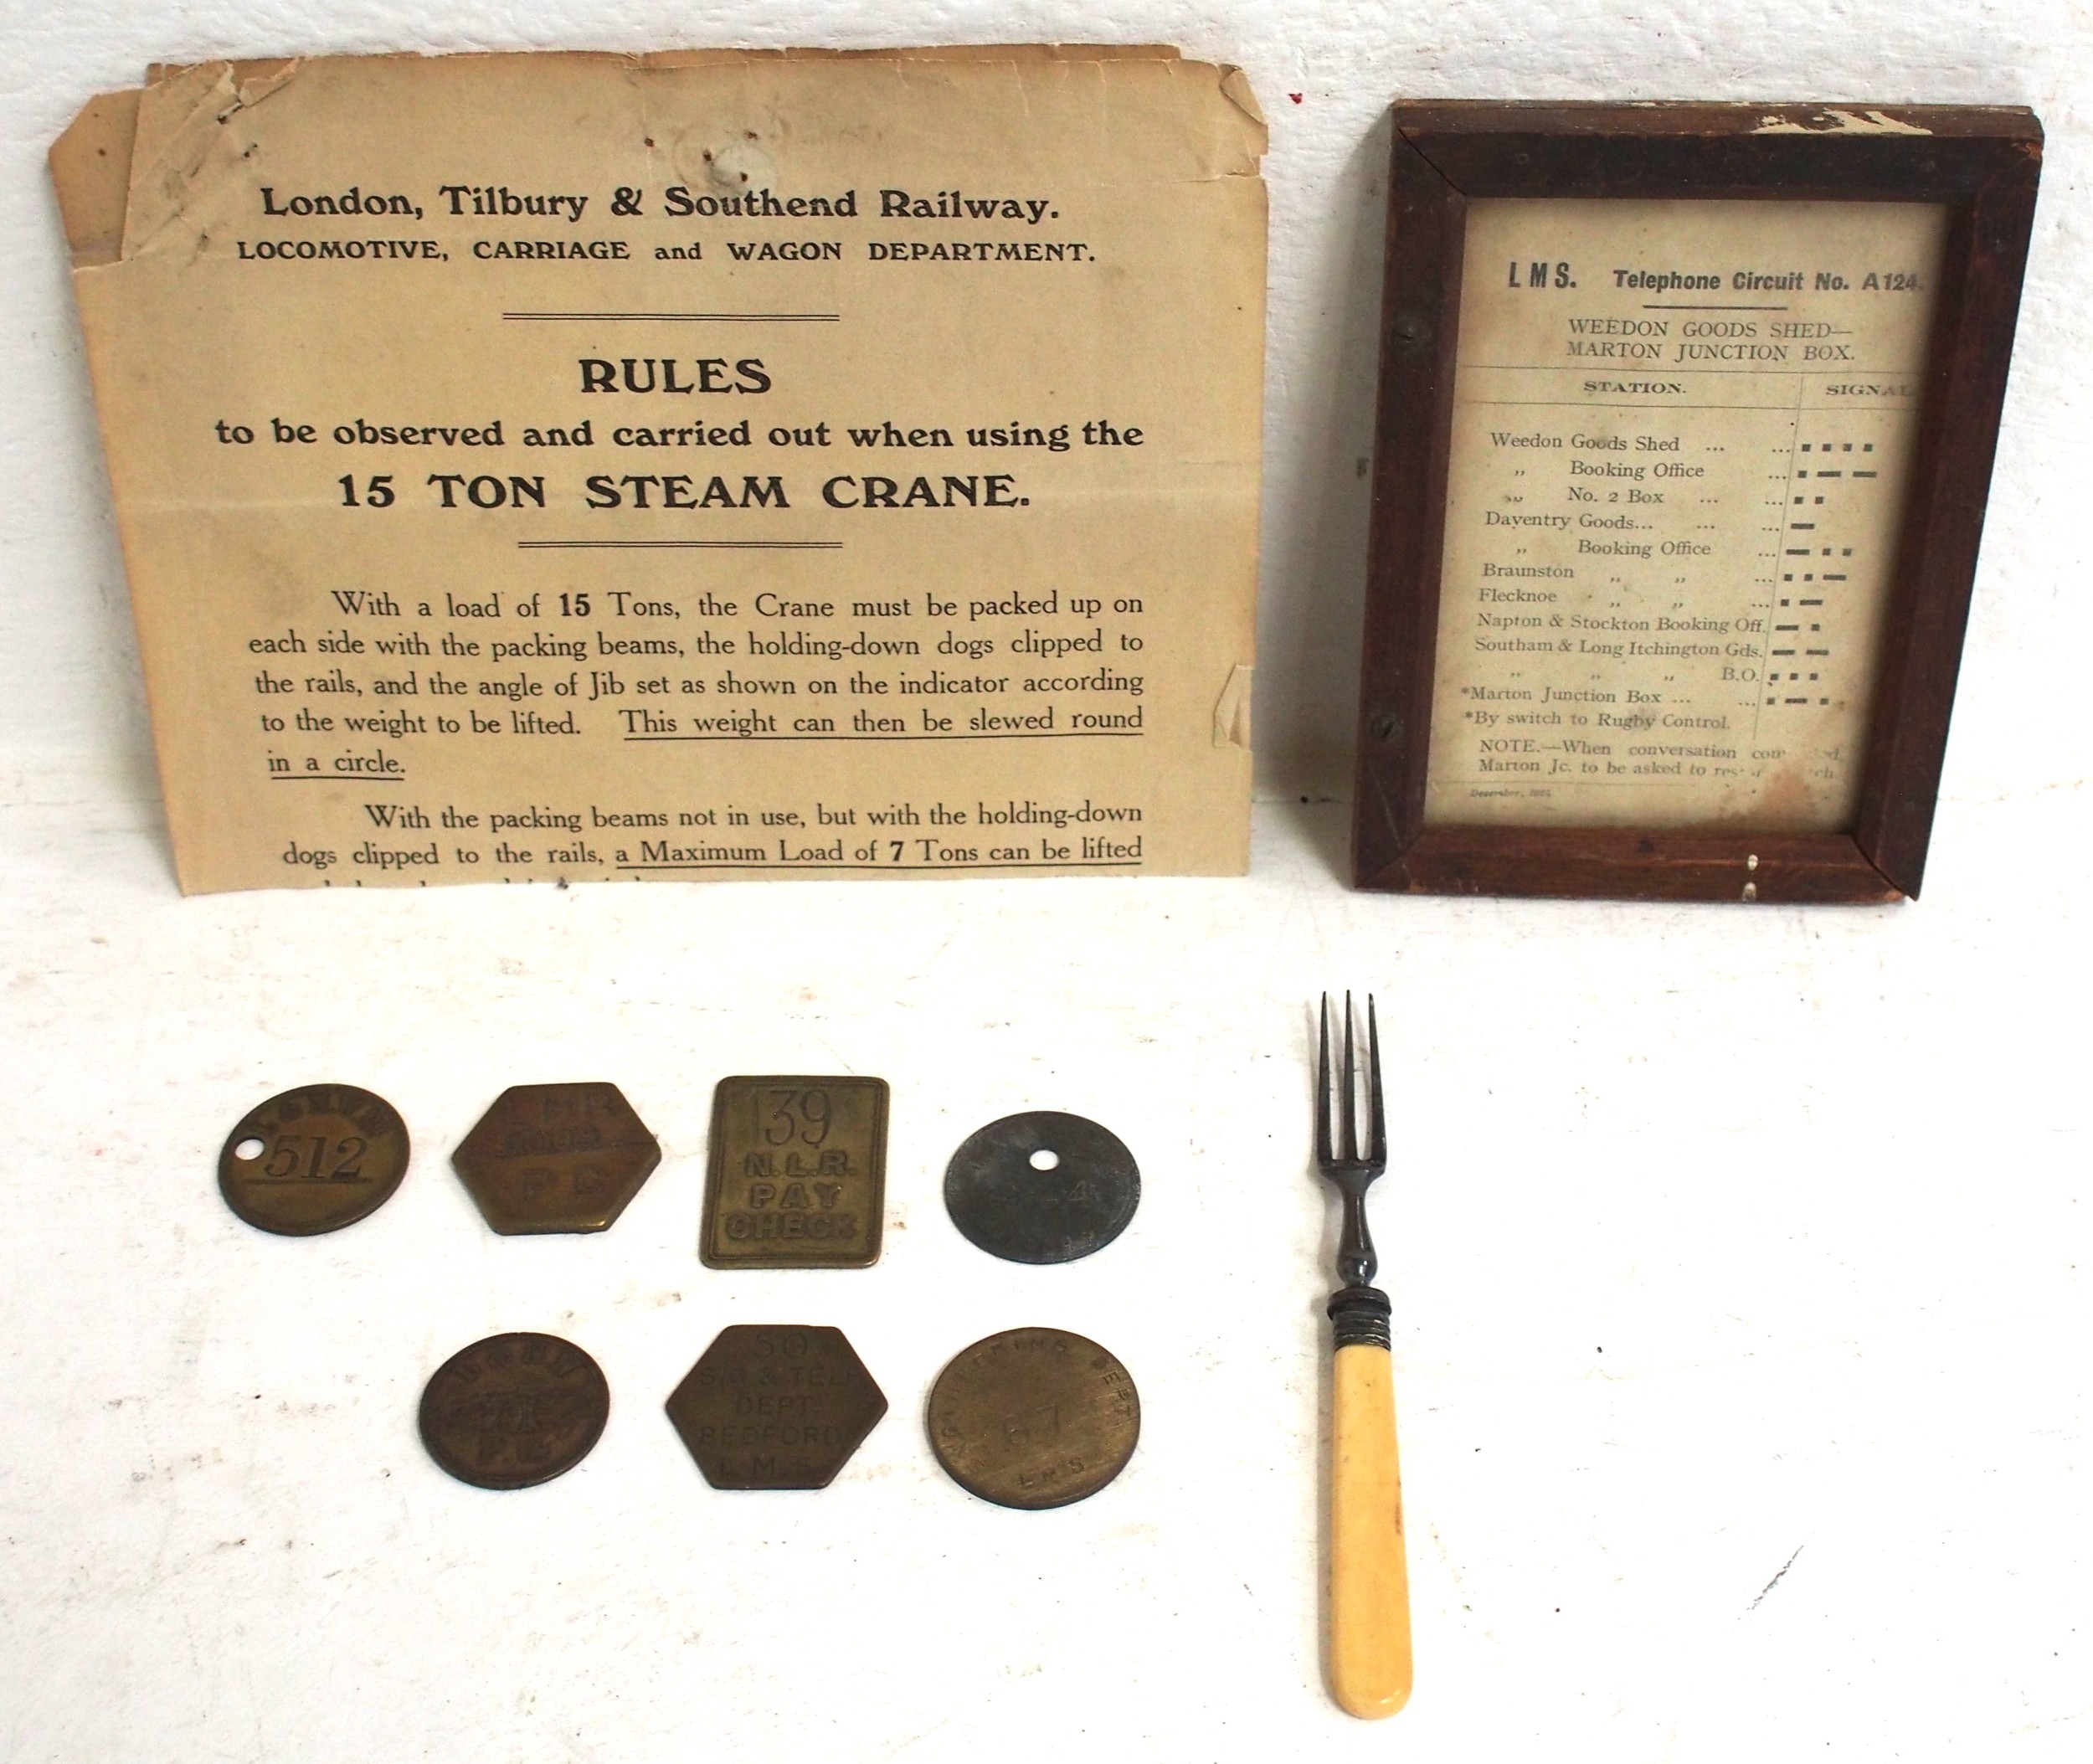 London, Tilbury & Southend Railway.
LOCOMOTIVE, CARRIAGE and WAGON DEPARTMENT.
RULES
to be observed and carried out when using the
15 TON STEAM CRANE.
With a load of 15 Tons, the Crane must be packed up on
each side with the packing beams, the holding-down dogs clipped to
the rails, and the angle of Jib set as shown on the indicator according
to the weight to be lifted. This weight can then be slewed round
in a circle.
With the packing beams not in use, but with the holding-down
dogs clipped to the rails, a Maximum Load of 7 Tons can be lifted
LMS. Telephone Circuit No. A124.
WEEDON GOODS SHED—
MARTON JUNCTION BOX.
STATION. SIGNAL
Weedon Goods Shed ... ... ▪ ▪ ▪ ▪
,, Booking Office ... ▪ — —
,, No. 2 Box ... ... ▪ ▪
Daventry Goods... ... ... —
,, Booking Office ... — ▪ ▪
Braunston ,, ,, ... ▪ ▪ —
Flecknoe ,, ,, ... ▪ —
Napton & Stockton Booking Off. — ▪
Southam & Long Itchington Gds. — —
,, ,, ,, B.O. ▪ ▪ ▪
*Marton Junction Box ... ... ▪ — ▪ ▪
*By switch to Rugby Control.
NOTE.—When conversation
Marton Jc. to be asked to
December,
512
P C
139
N.L.R.
PAY
CHECK
4
30
SIG & TEL
DEPT
BEDFORD
L.M.S.
DEPT
57
LMS